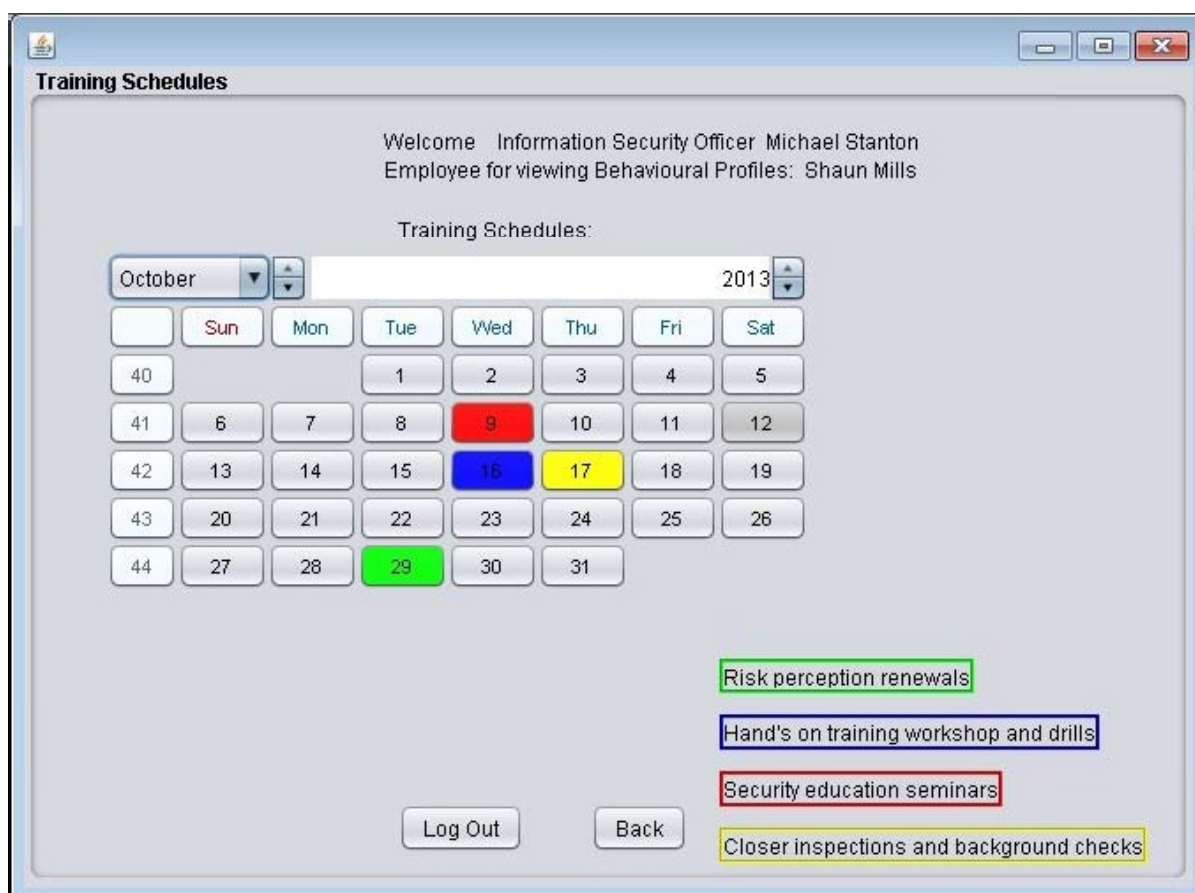 Training Schedules
Welcome Information Security Officer Michael Stanton
Employee for viewing Behavioural Profiles: Shaun Mills
Training Schedules:
October 2013
Sun Mon Tue Wed Thu Fri Sat
40 1 2 3 4 5
41 6 7 8 9 10 11 12
42 13 14 15 16 17 18 19
43 20 21 22 23 24 25 26
44 27 28 29 30 31
Risk perception renewals
Hand's on training workshop and drills
Security education seminars
Log Out Back
Closer inspections and background checks